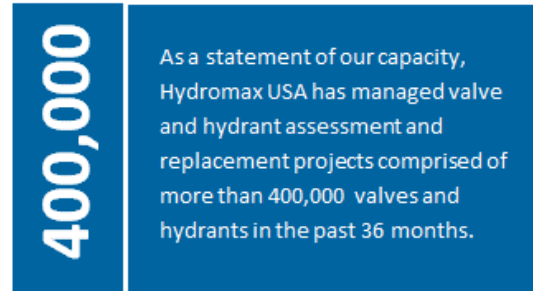 400,000
As a statement of our capacity,
Hydromax USA has managed valve
and hydrant assessment and
replacement projects comprised of
more than 400,000 valves and
hydrants in the past 36 months.